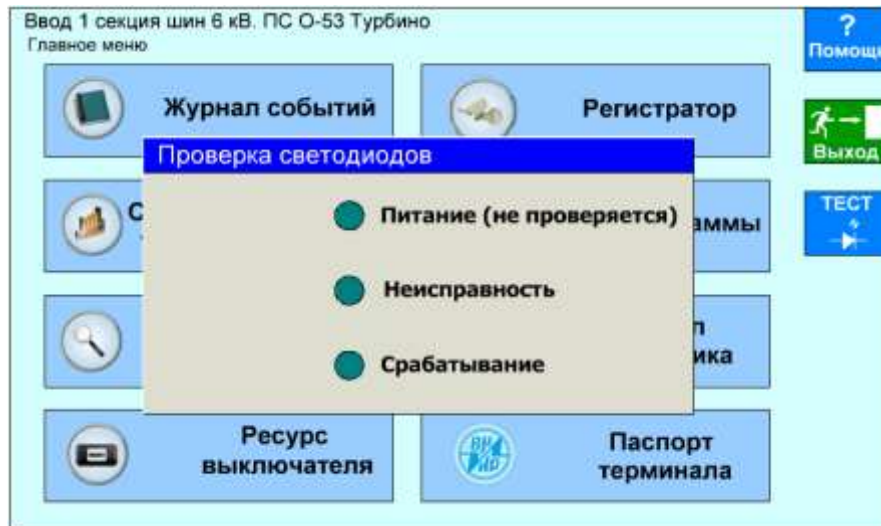 Ввод 1 секция шин 6 кВ. ПС О-53 Турбино
Главное меню
?
Помощь
Журнал событий
Регистратор
Выход
Проверка светодиодов
ТЕСТ
Питание (не проверяется)
Неисправность
Срабатывание
Ресурс
выключателя
Паспорт
терминала